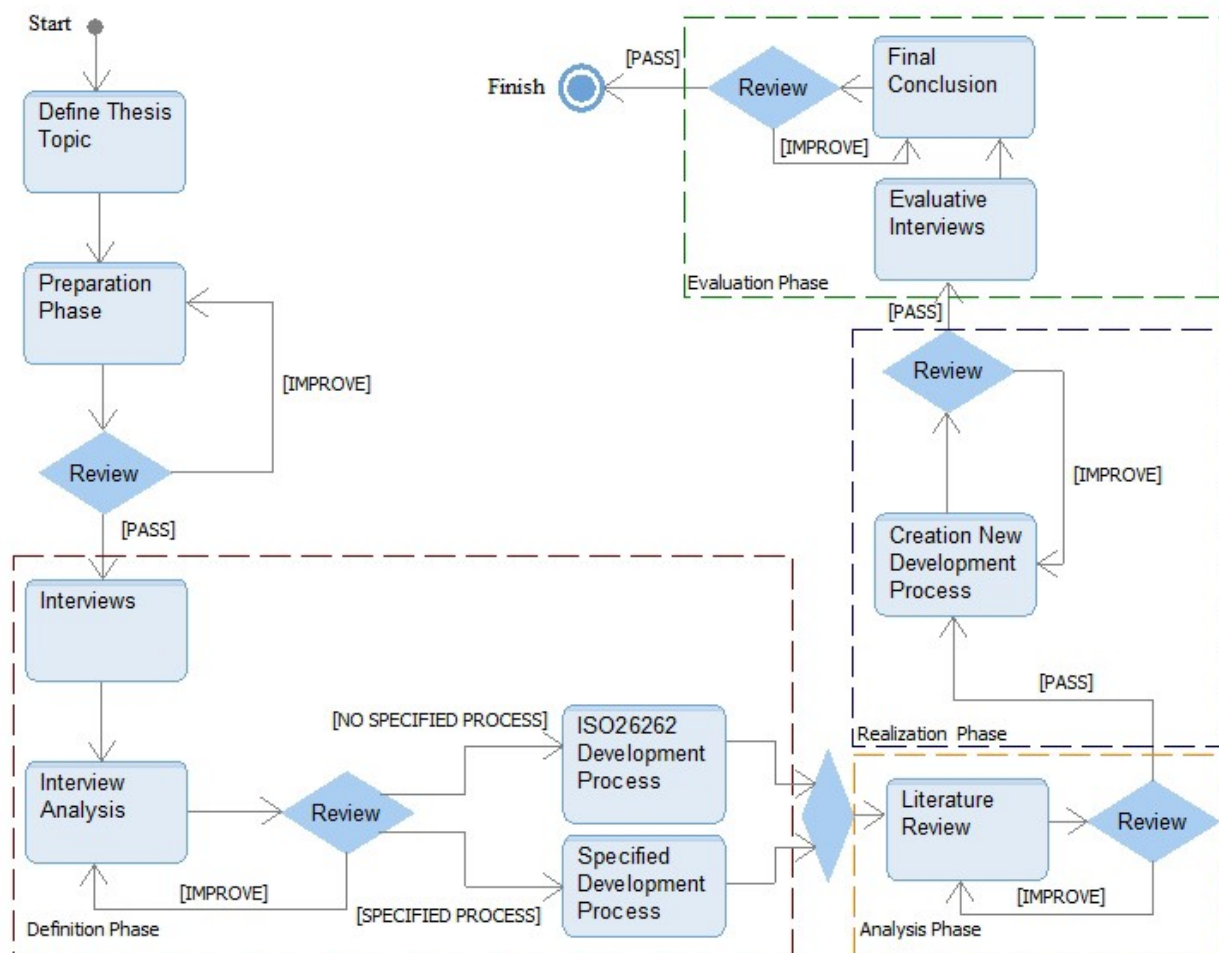 Start
Define Thesis
Topic
Preparation
Phase
[IMPROVE]
Review
[PASS]
Interviews
Interview
Analysis
Review
[IMPROVE]
[NO SPECIFIED PROCESS]
[SPECIFIED PROCESS]
ISO26262
Development
Process
Specified
Development
Process
Definition Phase
Literature
Review
Review
[IMPROVE]
Analysis Phase
[PASS]
Creation New
Development
Process
Review
[IMPROVE]
Realization Phase
[PASS]
Evaluative
Interviews
Final
Conclusion
Review
[IMPROVE]
Evaluation Phase
[PASS]
Finish